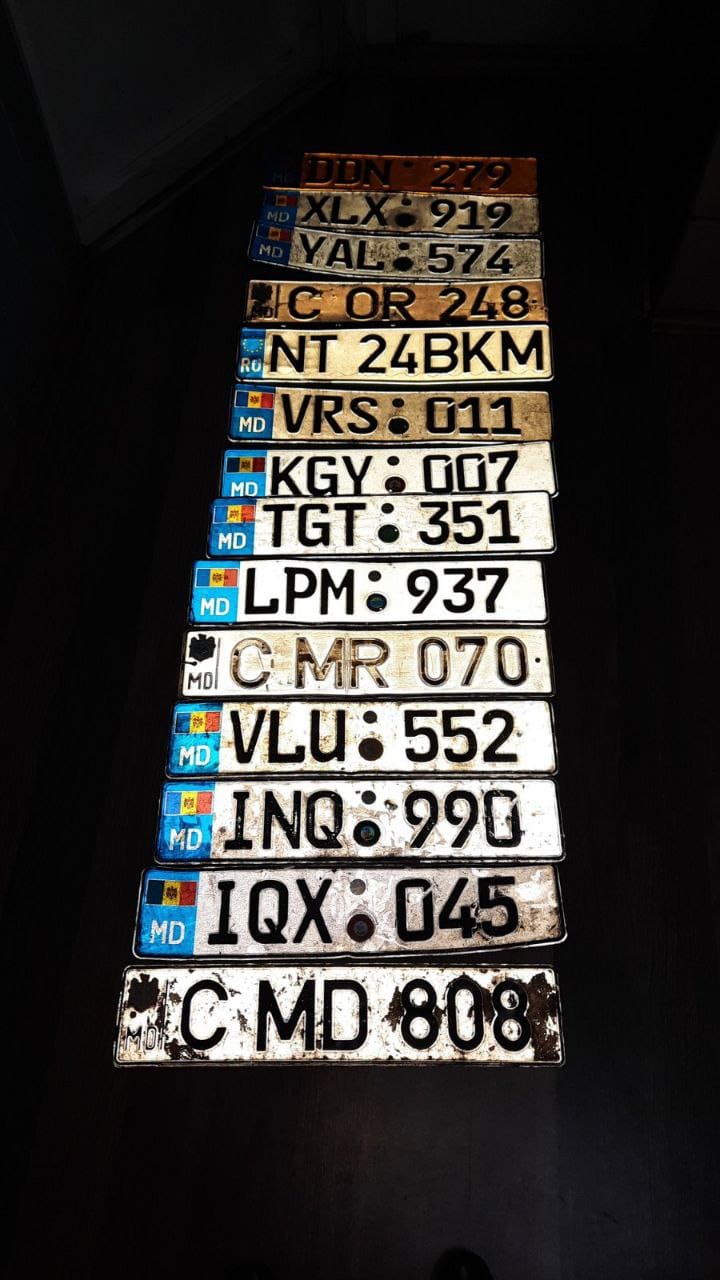 MD DDN 279
MD XLX 919
MD YAL 574
MD C OR 248
RO NT 24BKM
MD VRS 011
MD KGY 007
MD TGT 351
MD LPM 937
MD C MR 070
MD VLU 552
MD INQ 990
MD IQX 045
MD C MD 808